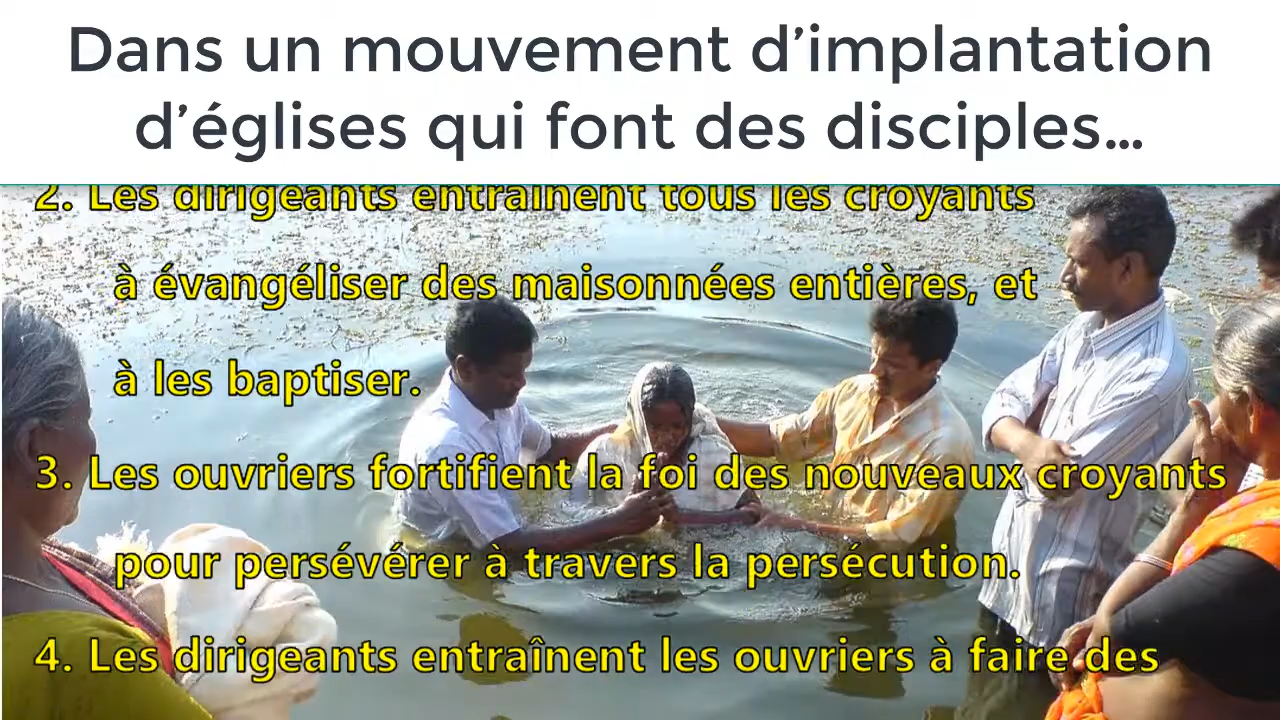 Dans un mouvement d’implantation
d’églises qui font des disciples…
2. Les dirigeants entraînent tous les croyants
à évangéliser des maisonnées entières, et
à les baptiser.
3. Les ouvriers fortifient la foi des nouveaux croyants
pour persévérer à travers la persécution.
4. Les dirigeants entraînent les ouvriers à faire des